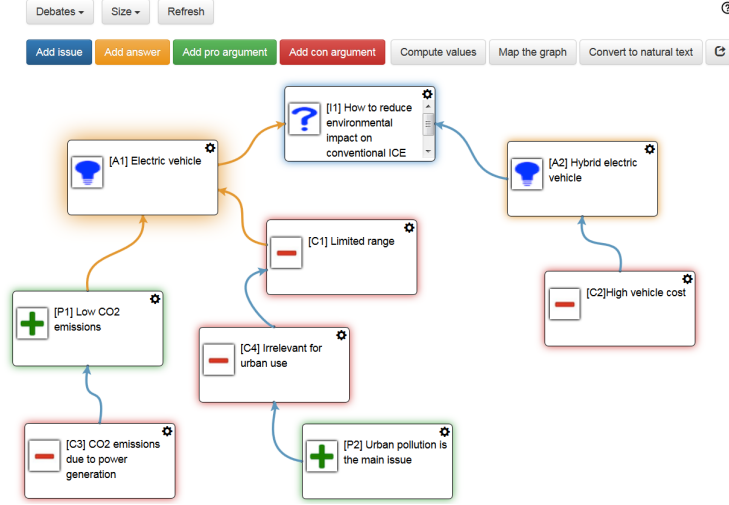 Debates Size Refresh
Add issue Add answer Add pro argument Add con argument Compute values Map the graph Convert to natural text
[I1] How to reduce
environmental
impact on
conventional ICE
[A1] Electric vehicle
[A2] Hybrid electric
vehicle
[C1] Limited range
[C2]High vehicle cost
[P1] Low CO2
emissions
[C4] Irrelevant for
urban use
[C3] CO2 emissions
due to power
generation
[P2] Urban pollution is
the main issue